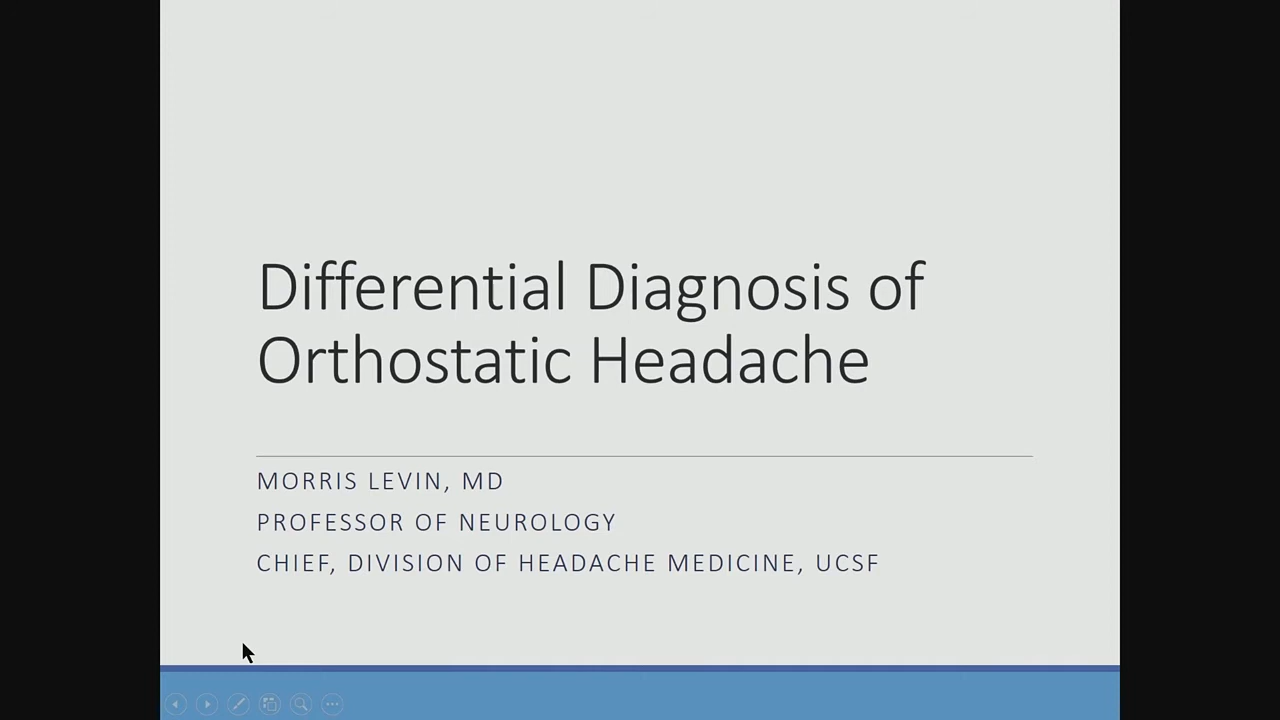 Differential Diagnosis of
Orthostatic Headache
MORRIS LEVIN, MD
PROFESSOR OF NEUROLOGY
CHIEF, DIVISION OF HEADACHE MEDICINE, UCSF